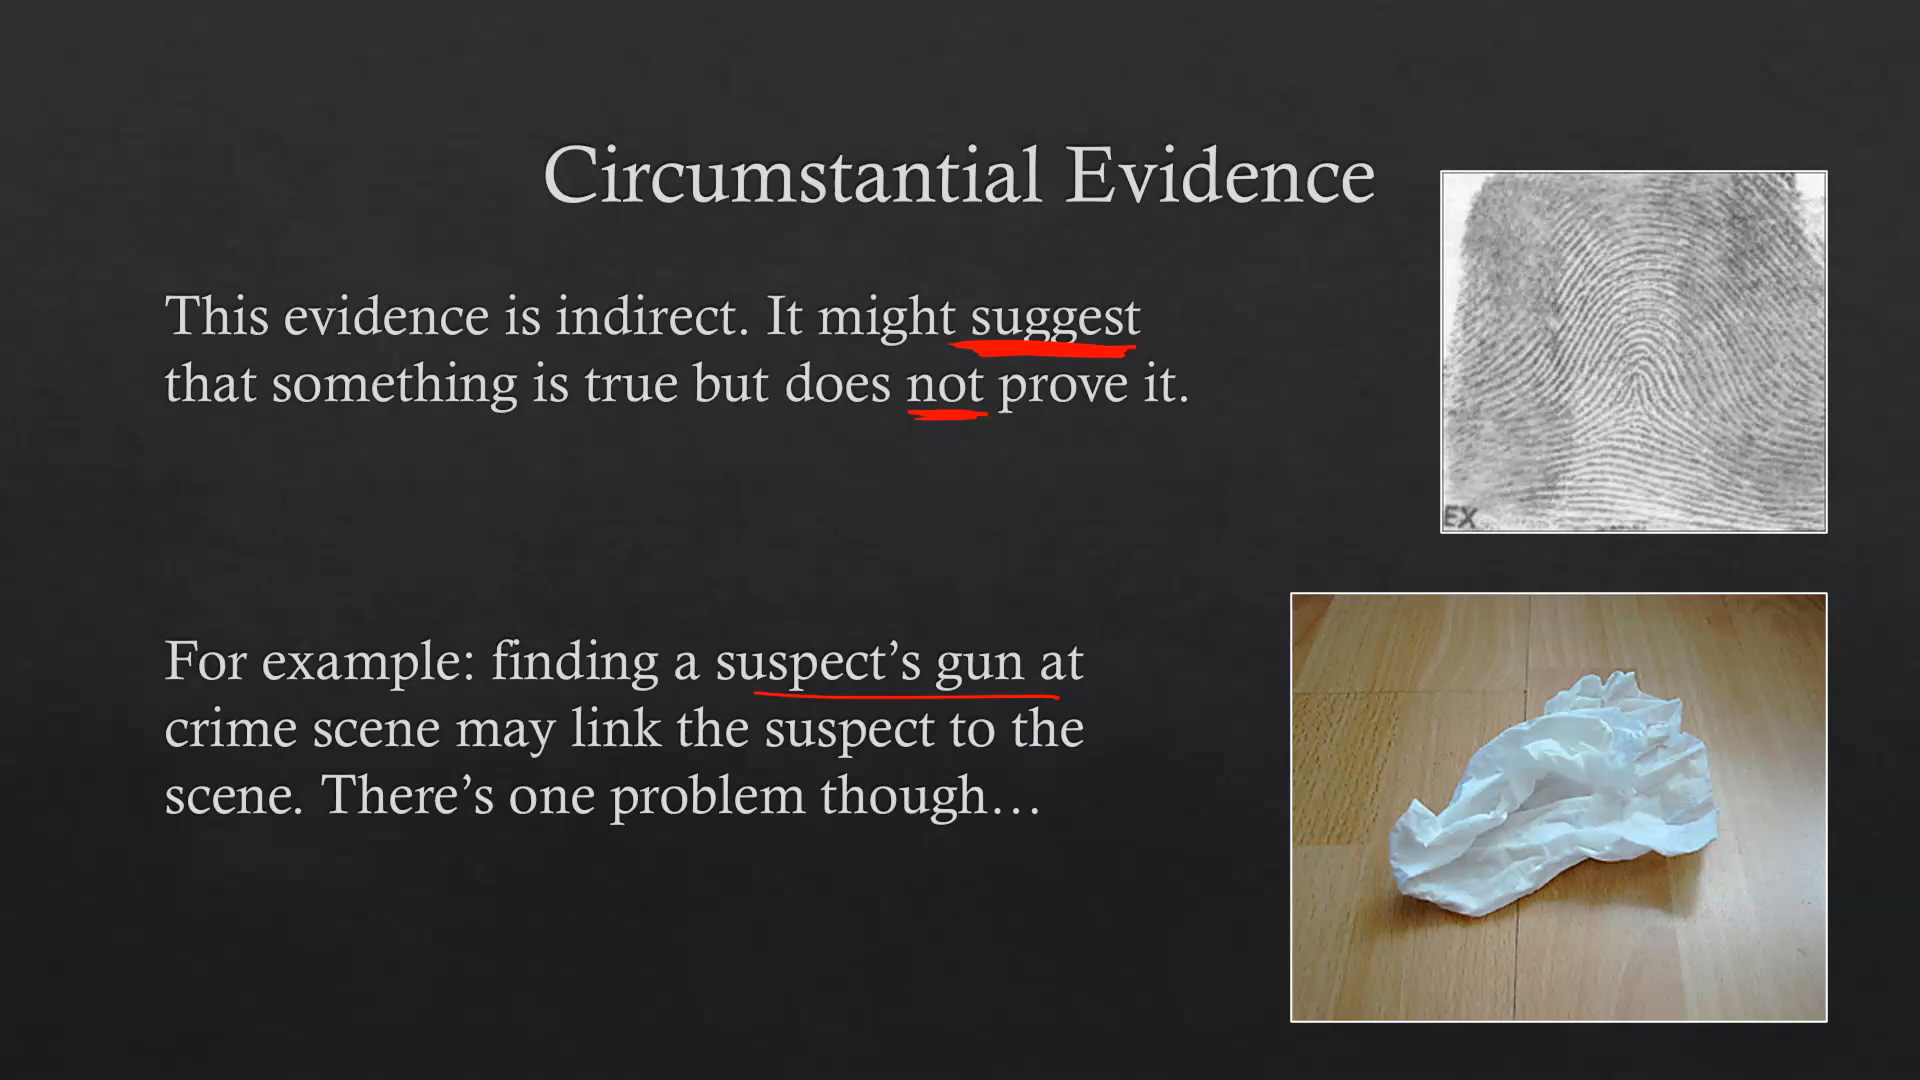 Circumstantial Evidence
This evidence is indirect. It might suggest
that something is true but does not prove it.
EX
For example: finding a suspect’s gun at
crime scene may link the suspect to the
scene. There’s one problem though…